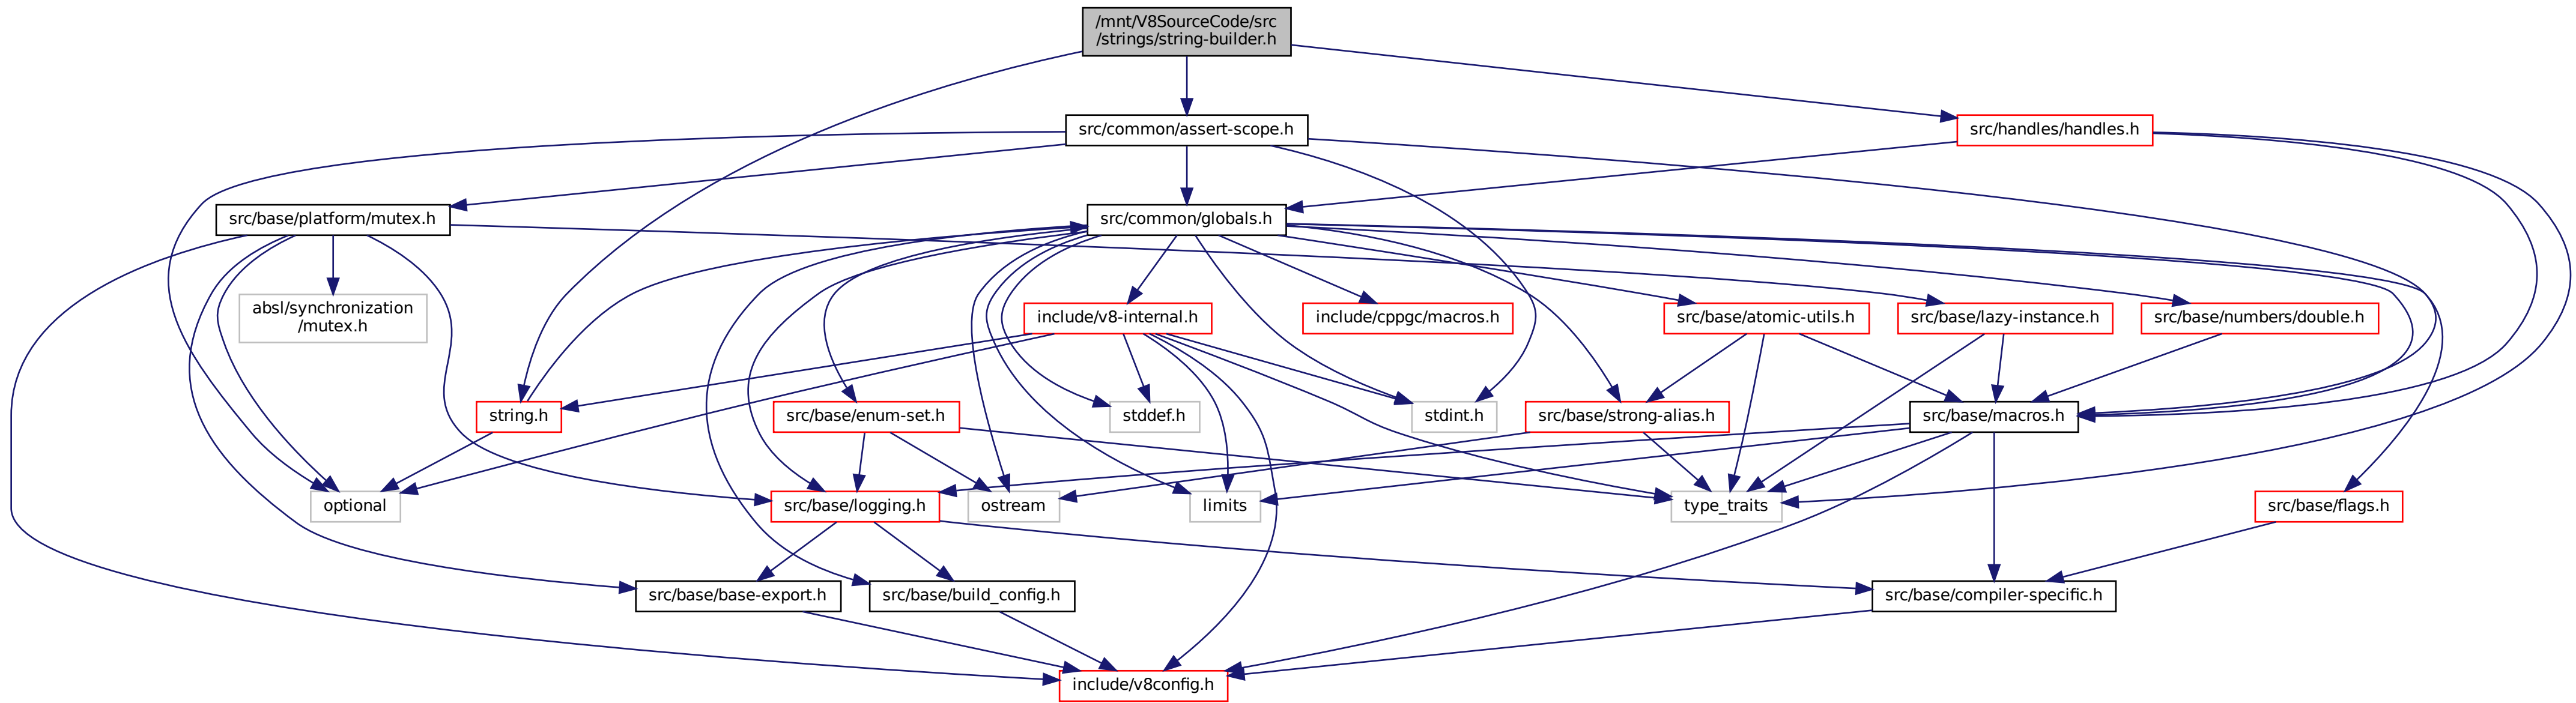 /mnt/V8SourceCode/src
/strings/string-builder.h
src/common/assert-scope.h
src/handles/handles.h
src/base/platform/mutex.h
src/common/globals.h
absl/synchronization
/mutex.h
include/v8-internal.h
include/cppgc/macros.h
src/base/atomic-utils.h
src/base/lazy-instance.h
src/base/numbers/double.h
string.h
src/base/enum-set.h
stddef.h
stdint.h
src/base/strong-alias.h
src/base/macros.h
optional
src/base/logging.h
ostream
limits
type_traits
src/base/flags.h
src/base/base-export.h
src/base/build_config.h
src/base/compiler-specific.h
include/v8config.h